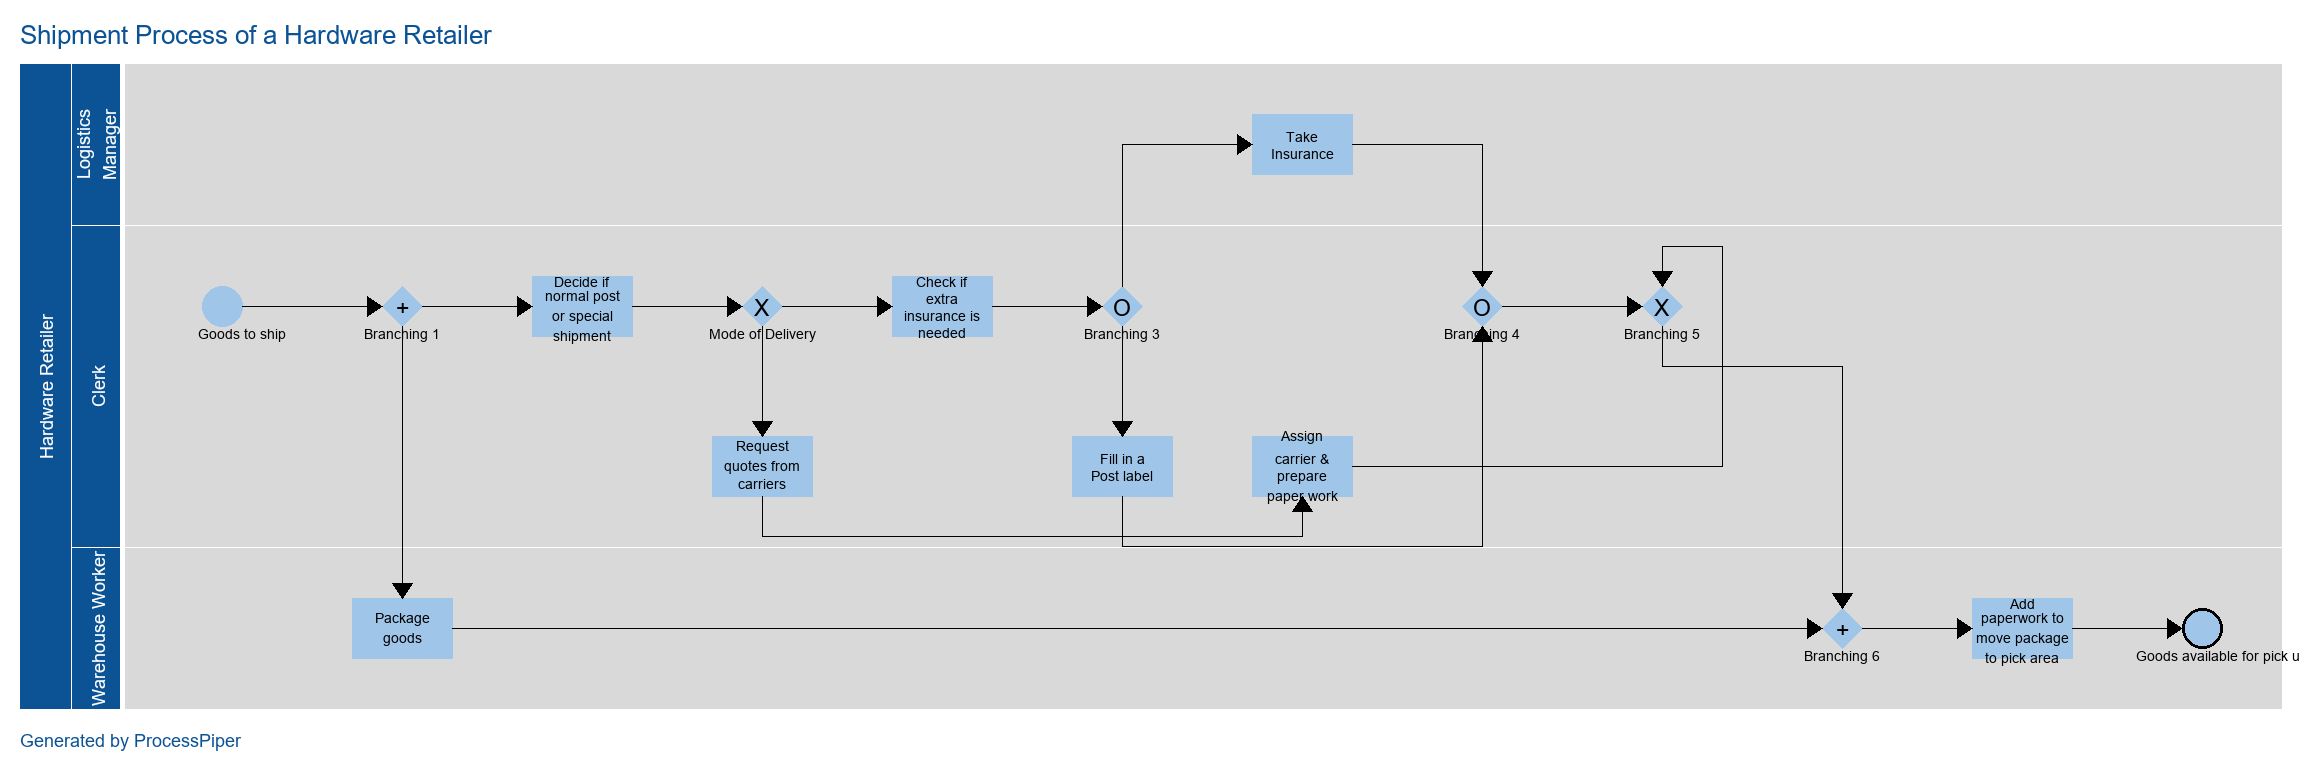 Shipment Process of a Hardware Retailer
Hardware Retailer
Logistics
Manager
Take
Insurance
Clerk
Goods to ship
+
Branching 1
Decide if
normal post
or special
shipment
X
Mode of Delivery
Check if
extra
insurance is
needed
O
Branching 3
O
Branching 4
X
Branching 5
Request
quotes from
carriers
Fill in a
Post label
Assign
carrier &
prepare
paper work
Warehouse Worker
Package
goods
+
Branching 6
Add
paperwork to
move package
to pick area
Goods available for pick u
Generated by ProcessPiper